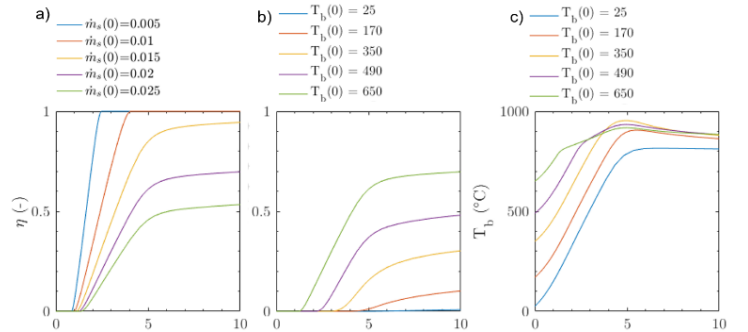 a)
ṁs(0)=0.005
ṁs(0)=0.01
ṁs(0)=0.015
ṁs(0)=0.02
ṁs(0)=0.025
η (-)
1
0.5
0
0 5 10
b)
Tb(0) = 25
Tb(0) = 170
Tb(0) = 350
Tb(0) = 490
Tb(0) = 650
1
0.5
0
0 5 10
c)
Tb(0) = 25
Tb(0) = 170
Tb(0) = 350
Tb(0) = 490
Tb(0) = 650
Tb (°C)
1000
500
0
0 5 10